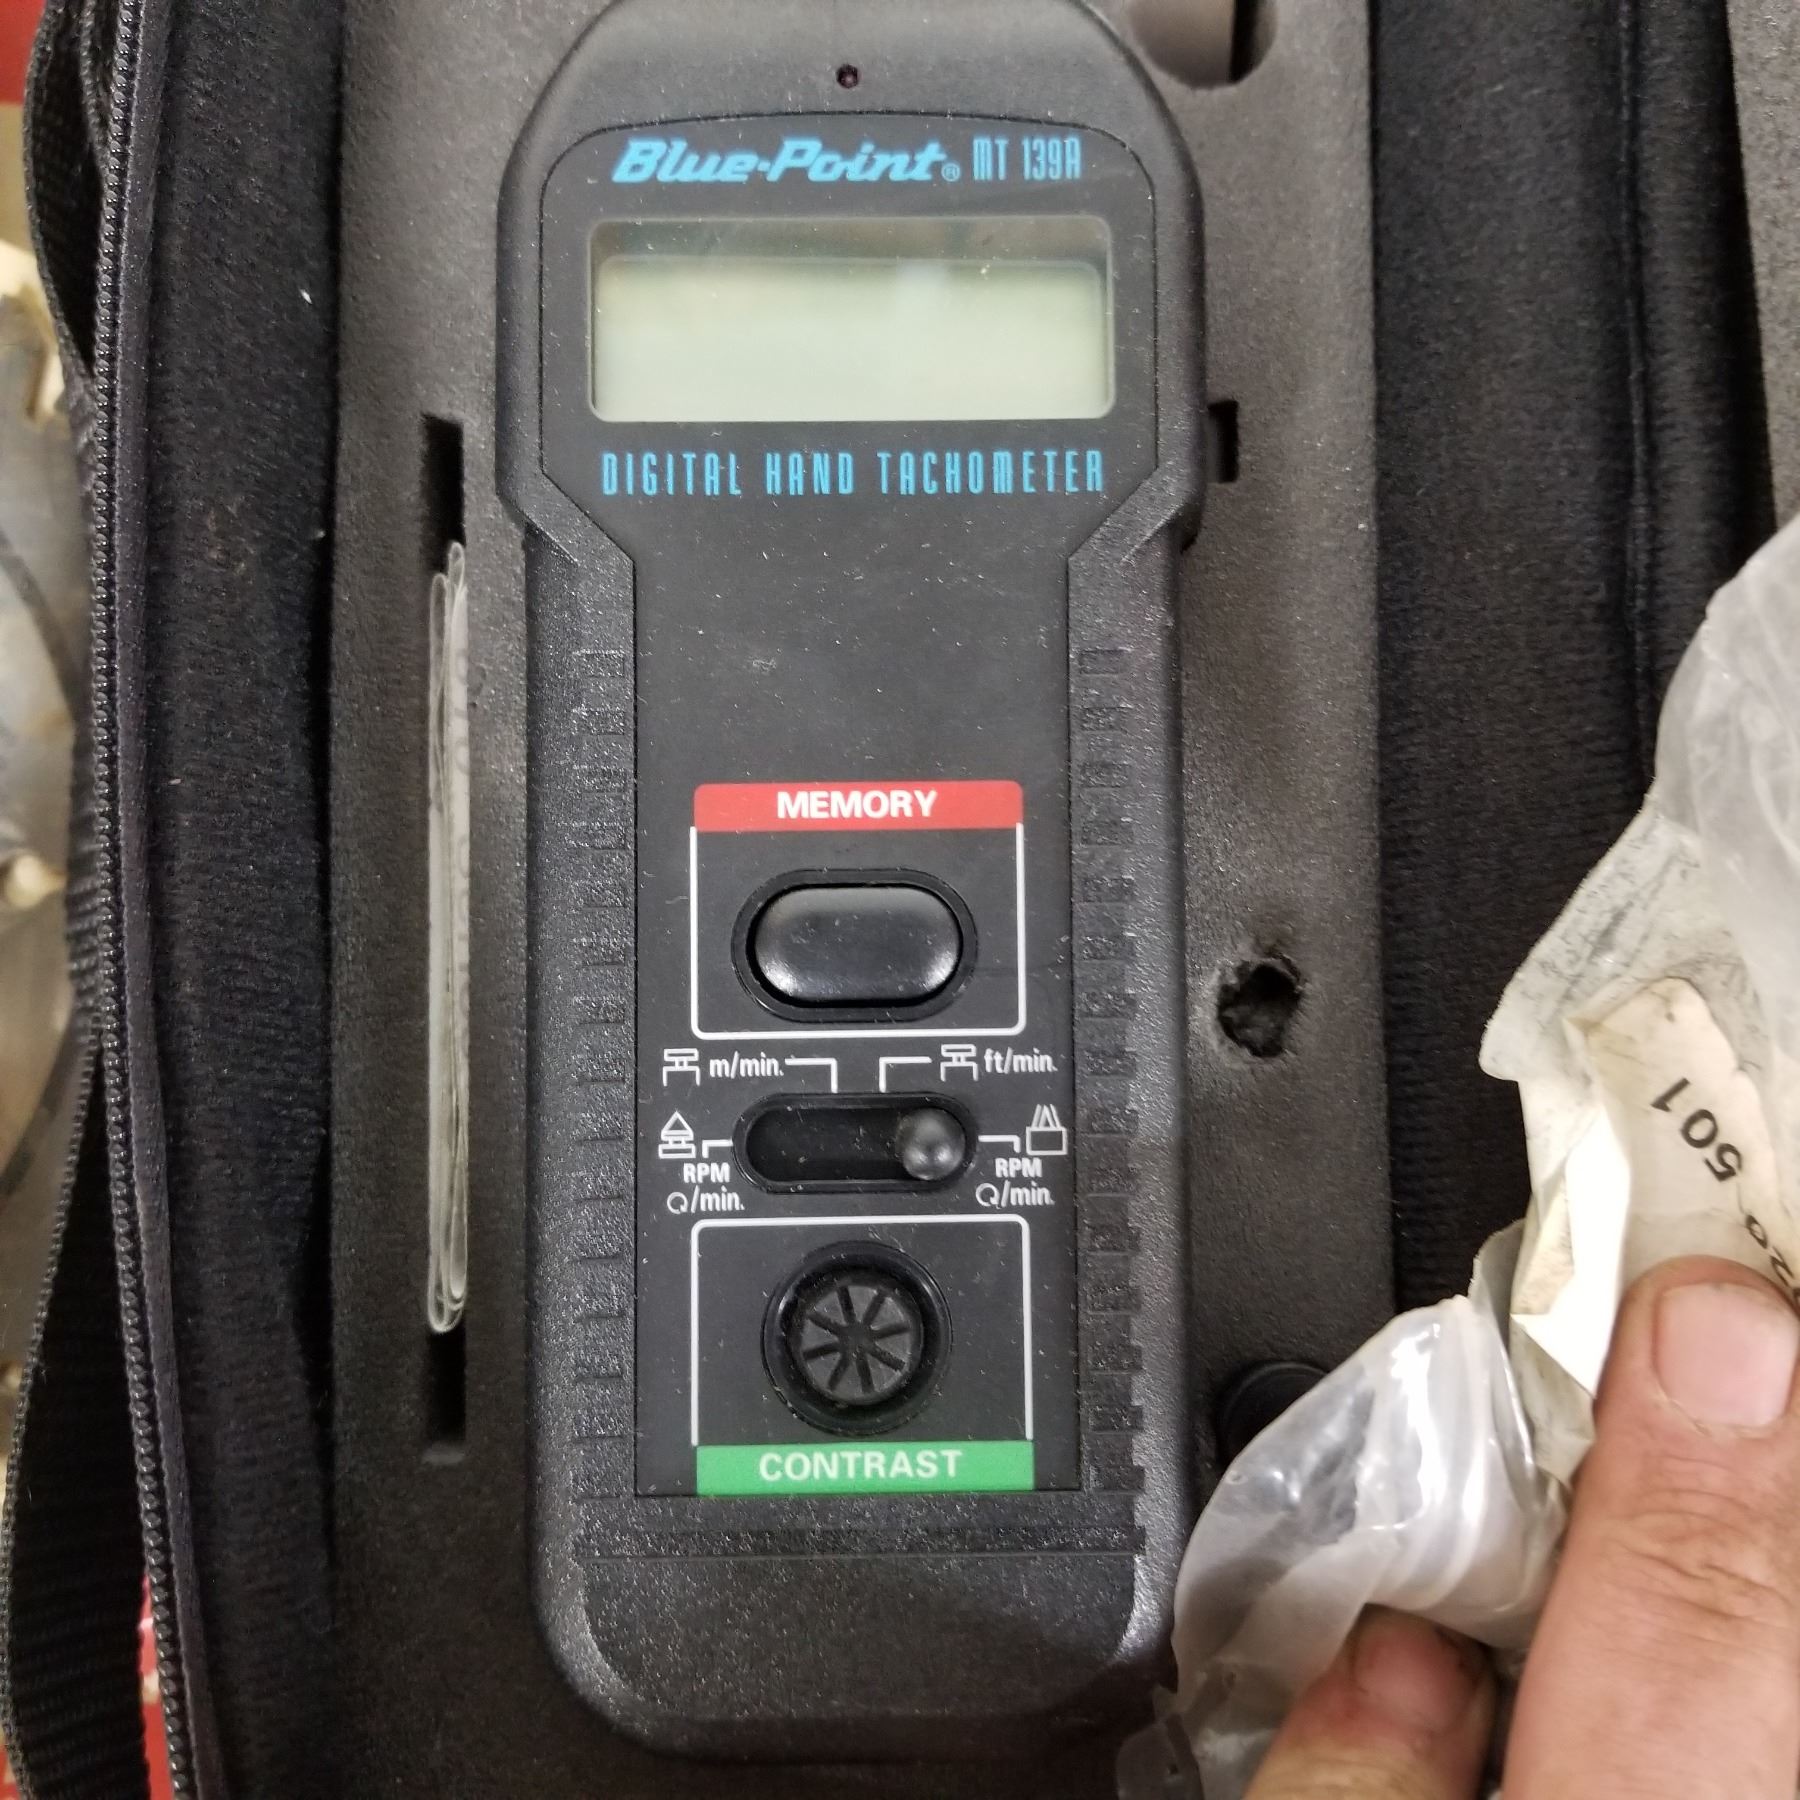 Blue-Point® MT 139A
DIGITAL HAND TACHOMETER
MEMORY
m/min. ft/min.
RPM RPM
/min. /min.
CONTRAST
501